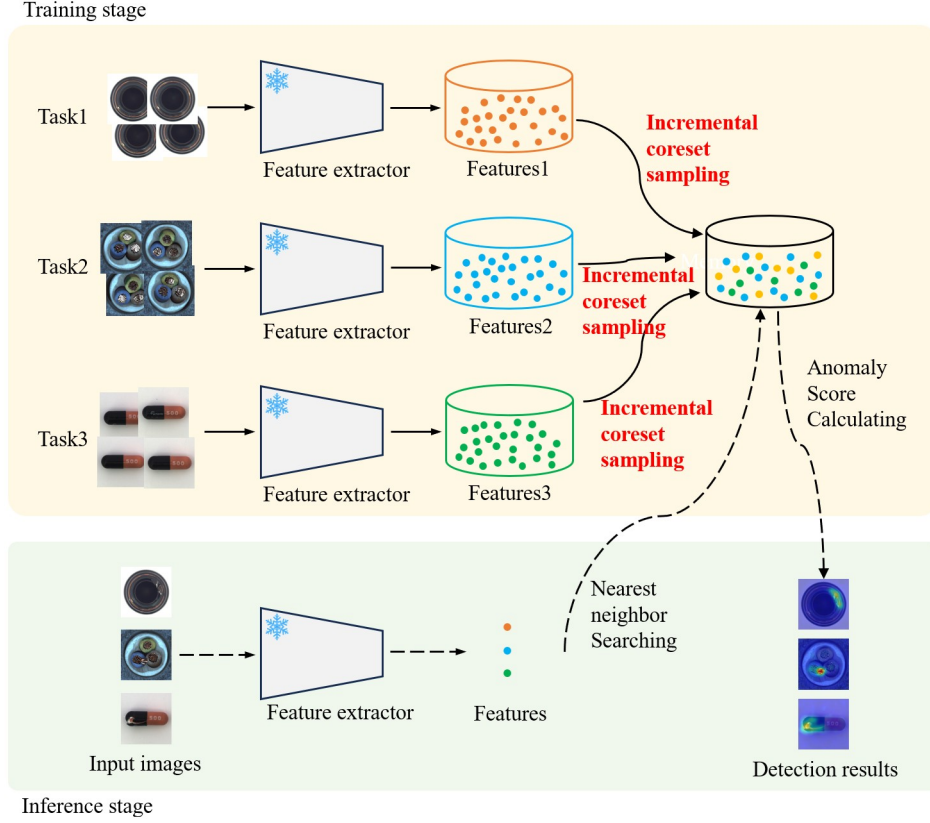 Training stage
Task1
Feature extractor
Features1
Incremental
coreset
sampling
Task2
Feature extractor
Features2
Incremental
coreset
sampling
Task3
Feature extractor
Features3
Incremental
coreset
sampling
Anomaly
Score
Calculating
Input images
Feature extractor
Features
Nearest
neighbor
Searching
Detection results
Inference stage